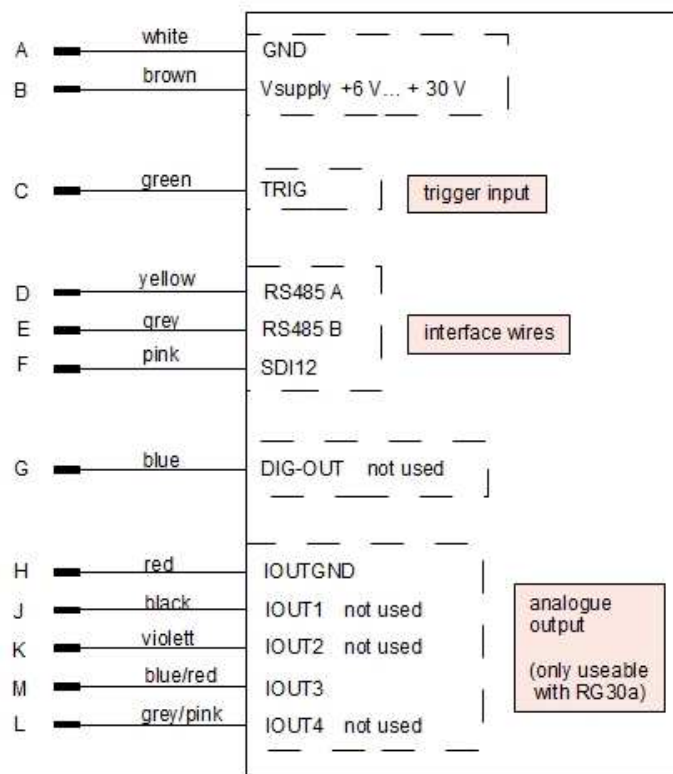 A white GND
B brown Vsupply +6 V... + 30 V
C green TRIG trigger input
D yellow RS485 A
E grey RS485 B interface wires
F pink SDI12
G blue DIG-OUT not used
H red IOUTGND
J black IOUT1 not used
K violett IOUT2 not used
M blue/red IOUT3
L grey/pink IOUT4 not used
analogue
output
(only useable
with RG30a)